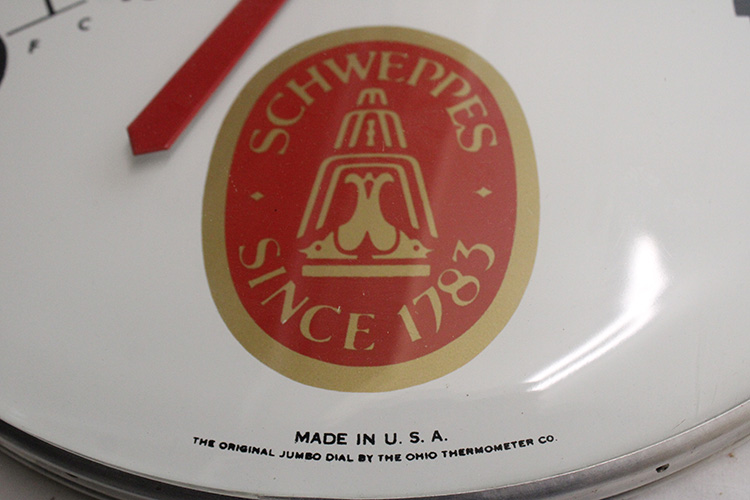 F C
SCHWEPPES
SINCE 1783
MADE IN U.S.A.
THE ORIGINAL JUMBO DIAL BY THE OHIO THERMOMETER CO.